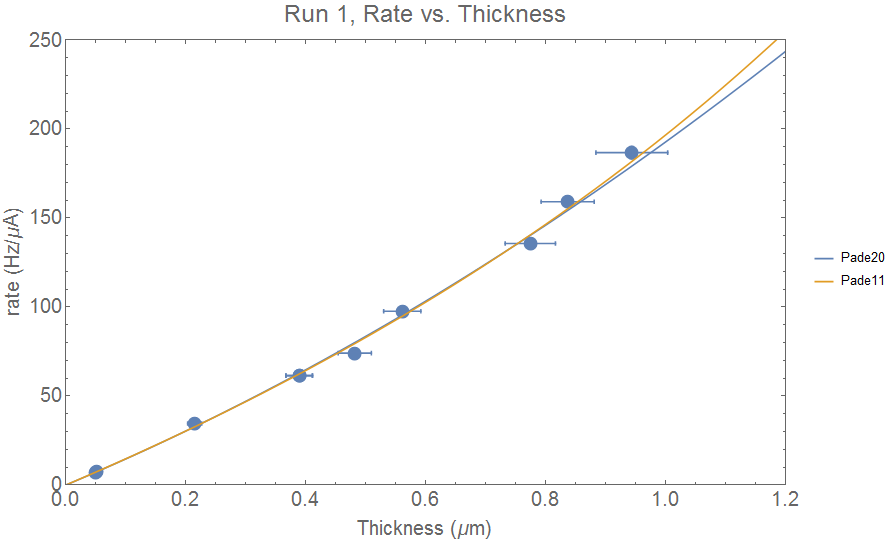 Run 1, Rate vs. Thickness
250
200
150
100
50
0
rate (Hz/μA)
0.0 0.2 0.4 0.6 0.8 1.0 1.2
Thickness (μm)
Pade20
Pade11